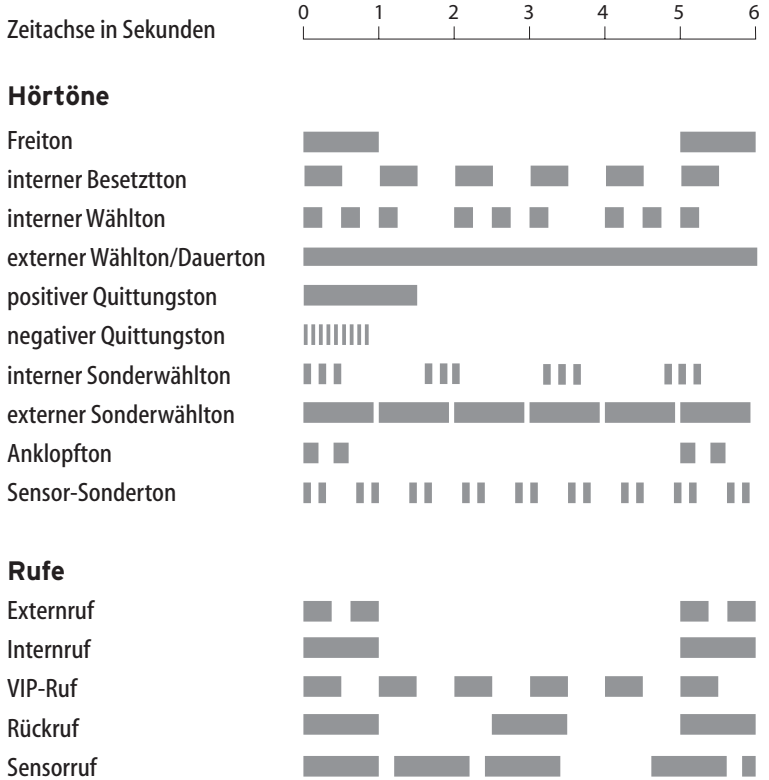 Zeitachse in Sekunden 0 1 2 3 4 5 6
Hörtöne
Freiton
interner Besetztton
interner Wählton
externer Wählton/Dauerton
positiver Quittungston
negativer Quittungston
interner Sonderwählton
externer Sonderwählton
Anklopfton
Sensor-Sonderton
Rufe
Externruf
Internruf
VIP-Ruf
Rückruf
Sensorruf